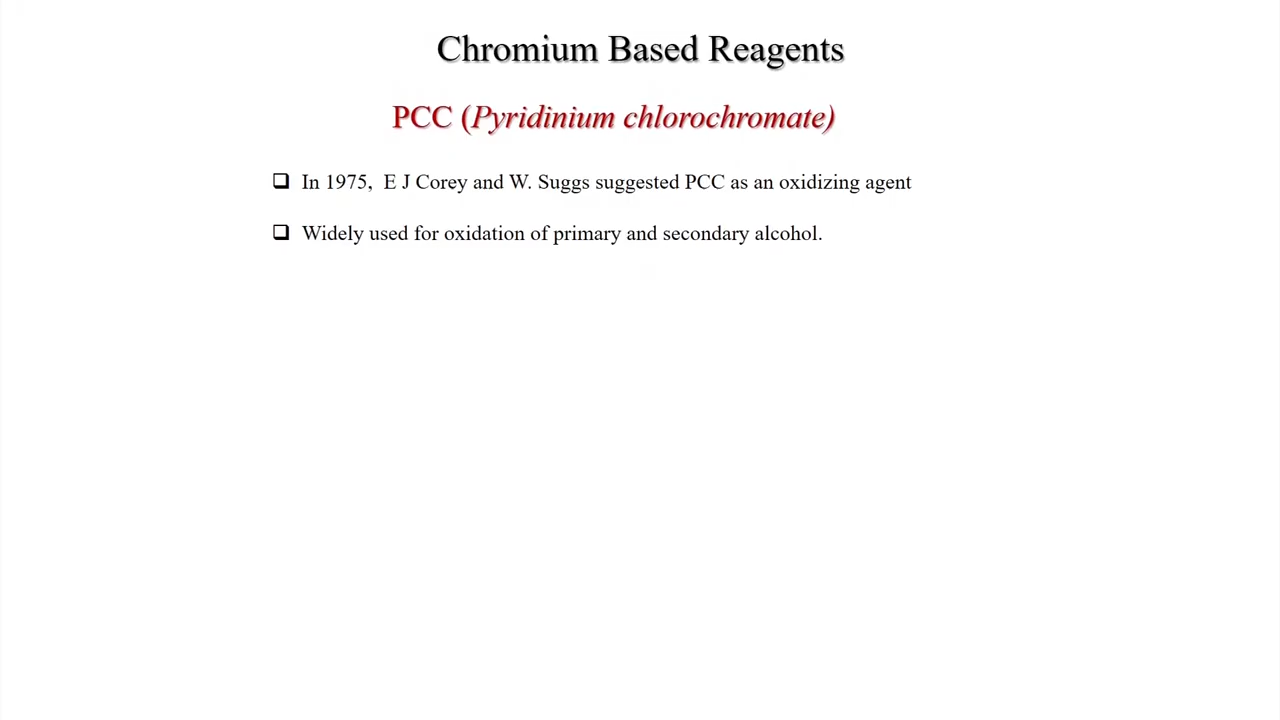 Chromium Based Reagents
PCC (Pyridinium chlorochromate)
❑ In 1975, E J Corey and W. Suggs suggested PCC as an oxidizing agent
❑ Widely used for oxidation of primary and secondary alcohol.